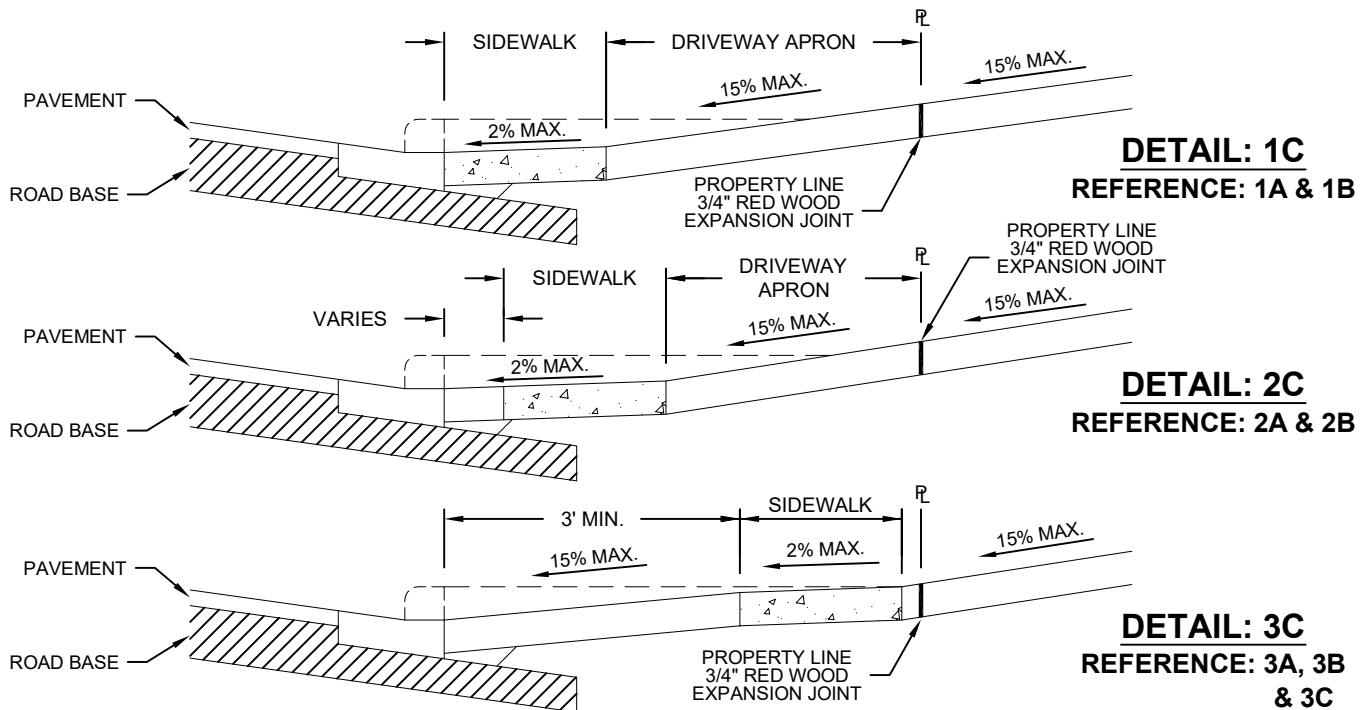 ℄
SIDEWALK
DRIVEWAY APRON
15% MAX.
15% MAX.
PAVEMENT
2% MAX.
ROAD BASE
PROPERTY LINE
3/4" RED WOOD
EXPANSION JOINT
DETAIL: 1C
REFERENCE: 1A & 1B
PROPERTY LINE
3/4" RED WOOD
EXPANSION JOINT
PL
SIDEWALK
DRIVEWAY
APRON
VARIES
15% MAX.
15% MAX.
PAVEMENT
2% MAX.
ROAD BASE
DETAIL: 2C
REFERENCE: 2A & 2B
PL
SIDEWALK
3' MIN.
15% MAX.
2% MAX.
15% MAX.
PAVEMENT
ROAD BASE
PROPERTY LINE
3/4" RED WOOD
EXPANSION JOINT
DETAIL: 3C
REFERENCE: 3A, 3B
& 3C